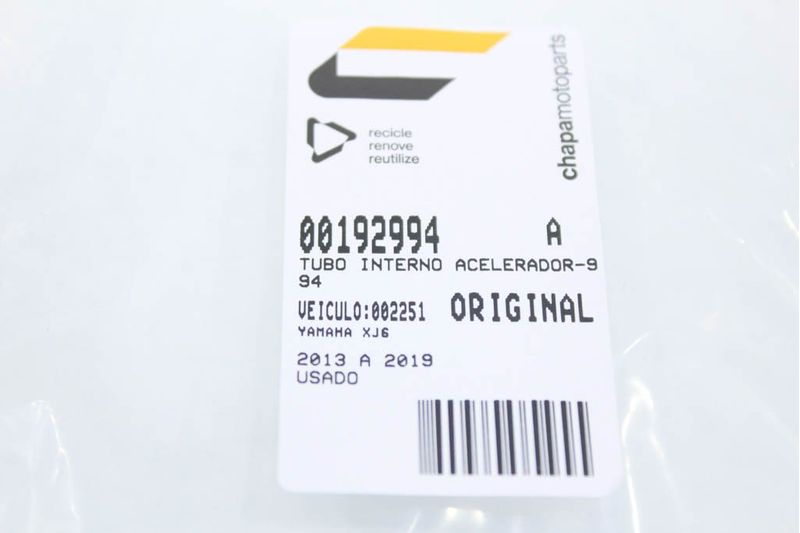 chapamotoparts
recicle
renove
reutilize
00192994 A
TUBO INTERNO ACELERADOR-9
94
VEICULO:002251 ORIGINAL
YAMAHA XJ6
2013 A 2019
USADO